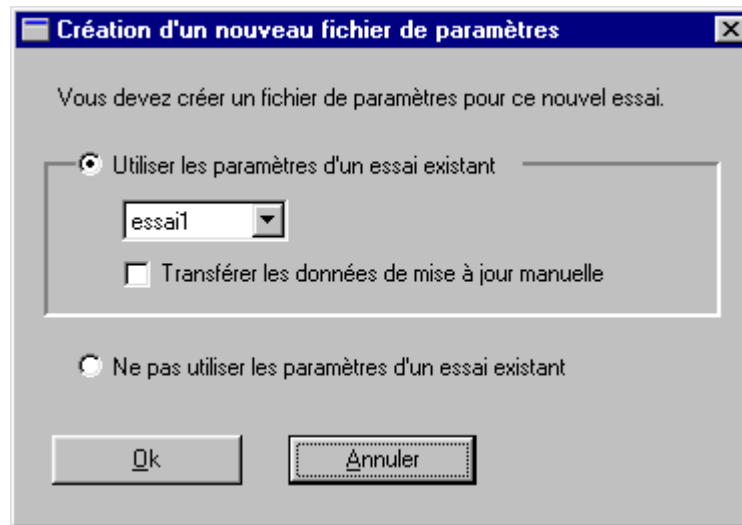 Création d'un nouveau fichier de paramètres
Vous devez créer un fichier de paramètres pour ce nouvel essai.
Utiliser les paramètres d'un essai existant
essai1
Transférer les données de mise à jour manuelle
Ne pas utiliser les paramètres d'un essai existant
Ok
Annuler